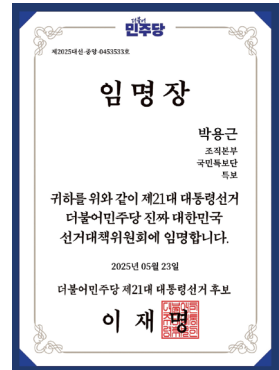 더불어
민주당
제2025대선-중앙-0453533호
임명장
박용근
조직본부
국민특보단
특보
귀하를 위와 같이 제21대 대통령선거
더불어민주당 진짜 대한민국
선거대책위원회에 임명합니다.
2025년 05월 23일
더불어민주당 제21대 대통령선거 후보
이재명